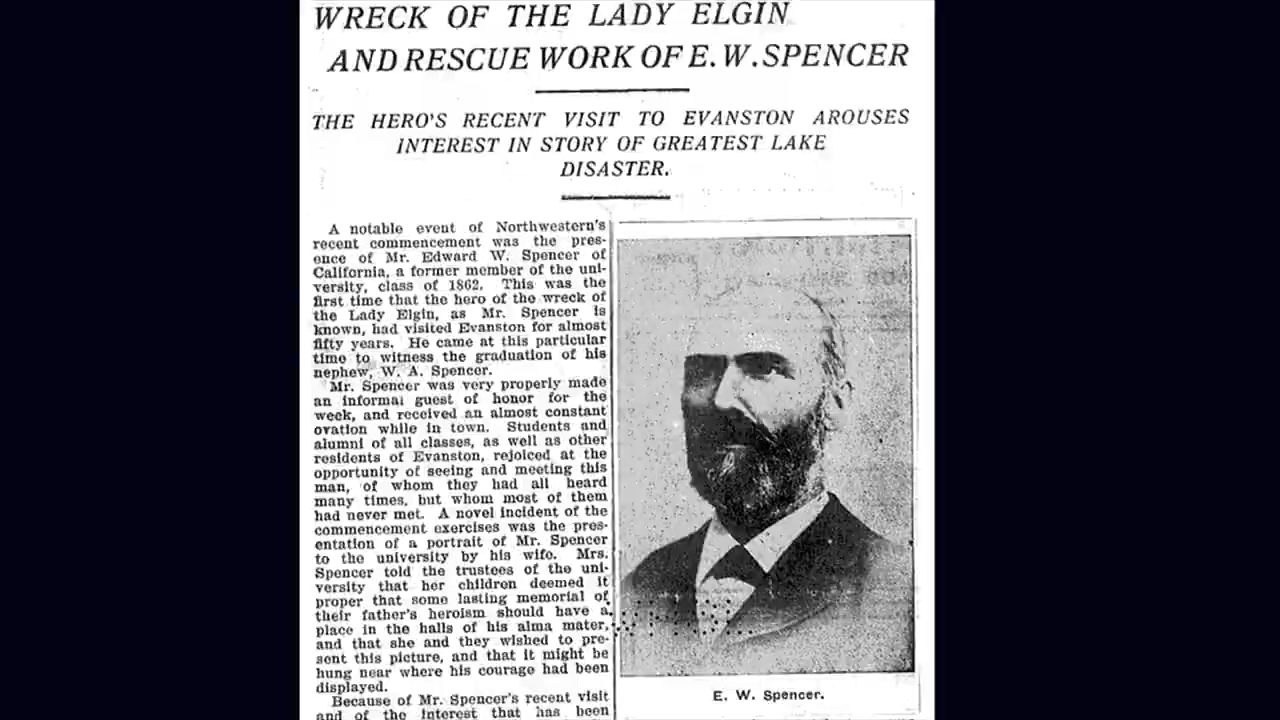 WRECK OF THE LADY ELGIN
AND RESCUE WORK OF E. W. SPENCER
THE HERO'S RECENT VISIT TO EVANSTON AROUSES
INTEREST IN STORY OF GREATEST LAKE
DISASTER.
A notable event of Northwestern's
recent commencement was the pres-
ence of Mr. Edward W. Spencer of
California, a former member of the uni-
versity, class of 1862. This was the
first time that the hero of the wreck of
the Lady Elgin, as Mr. Spencer is
known, had visited Evanston for almost
fifty years. He came at this particular
time to witness the graduation of his
nephew, W. A. Spencer.
Mr. Spencer was very properly made
an informal guest of honor for the
week, and received an almost constant
ovation while in town. Students and
alumni of all classes, as well as other
residents of Evanston, rejoiced at the
opportunity of seeing and meeting this
man, of whom they had all heard
many times, but whom most of them
had never met. A novel incident of the
commencement exercises was the pres-
entation of a portrait of Mr. Spencer
to the university by his wife. Mrs.
Spencer told the trustees of the uni-
versity that her children deemed it
proper that some lasting memorial of
their father's heroism should have a
place in the halls of his alma mater,
and that she and they wished to pre-
sent this picture, and that it might be
hung near where his courage had been
displayed.
Because of Mr. Spencer's recent visit
and of the interest that has been
E. W. Spencer.